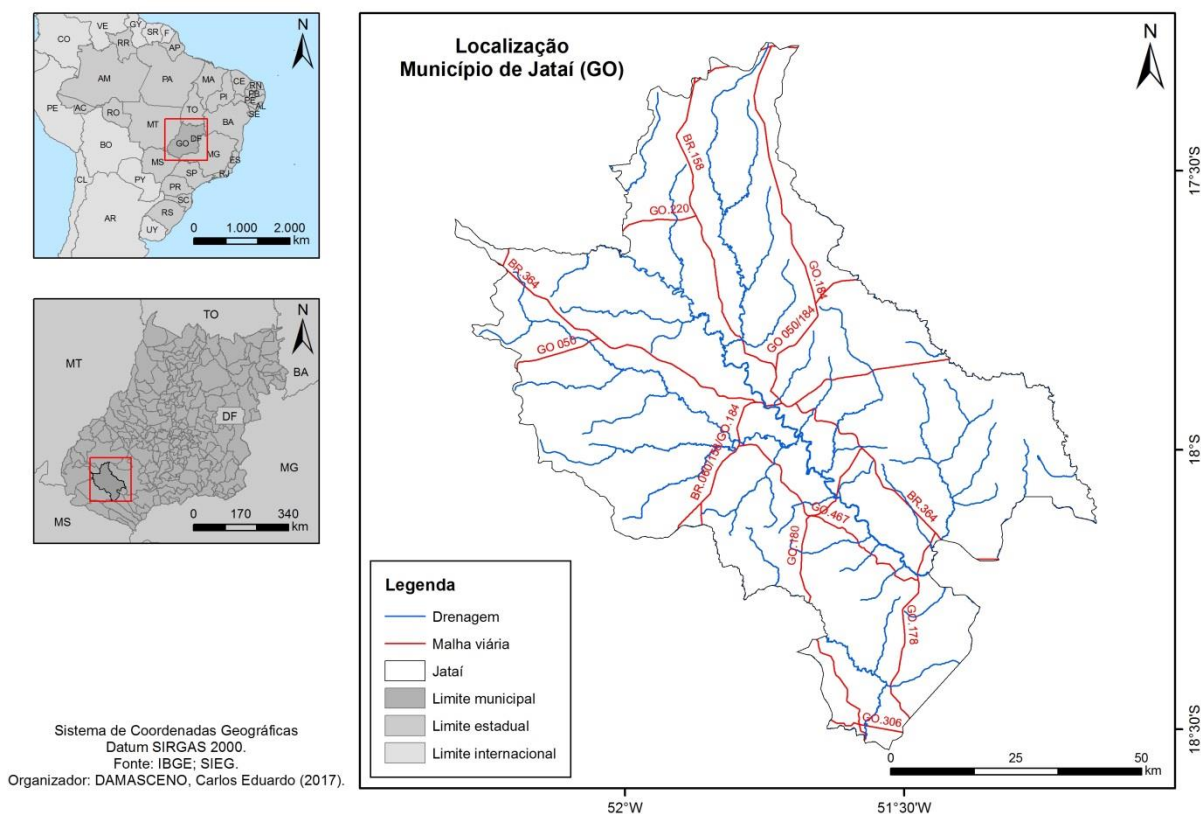 VE
GY
SR
F
CO
RR
AP
AM
PA
MA
CE
RN
PB
PE
AL
SE
PI
PE
AC
RO
TO
MT
BA
BO
GO
DF
MG
ES
MS
SP
RJ
CL
PY
PR
SC
AR
RS
UY
N
0 1.000 2.000
km
TO
N
MT
BA
DF
MG
MS
0 170 340
km
Sistema de Coordenadas Geográficas
Datum SIRGAS 2000.
Fonte: IBGE; SIEG.
Organizador: DAMASCENO, Carlos Eduardo (2017).
Localização
Município de Jataí (GO)
N
BR.158
GO.220
BR.364
GO.184
GO 050/184
GO 050
BR.060/158/GO.184
GO.467
BR.364
GO.180
GO.178
GO.306
Legenda
Drenagem
Malha viária
Jataí
Limite municipal
Limite estadual
Limite internacional
0 25 50
km
17°30'S
18°S
18°30'S
52°W
51°30'W